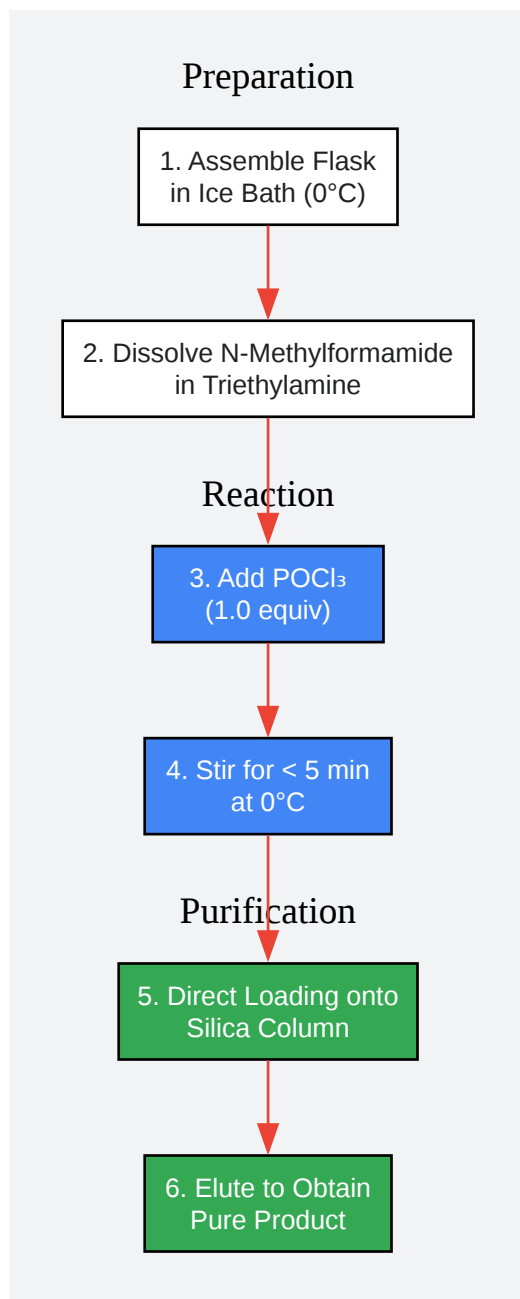 Preparation
1. Assemble Flask
in Ice Bath (0°C)
2. Dissolve N-Methylformamide
in Triethylamine
Reaction
3. Add POCl₃
(1.0 equiv)
4. Stir for < 5 min
at 0°C
Purification
5. Direct Loading onto
Silica Column
6. Elute to Obtain
Pure Product